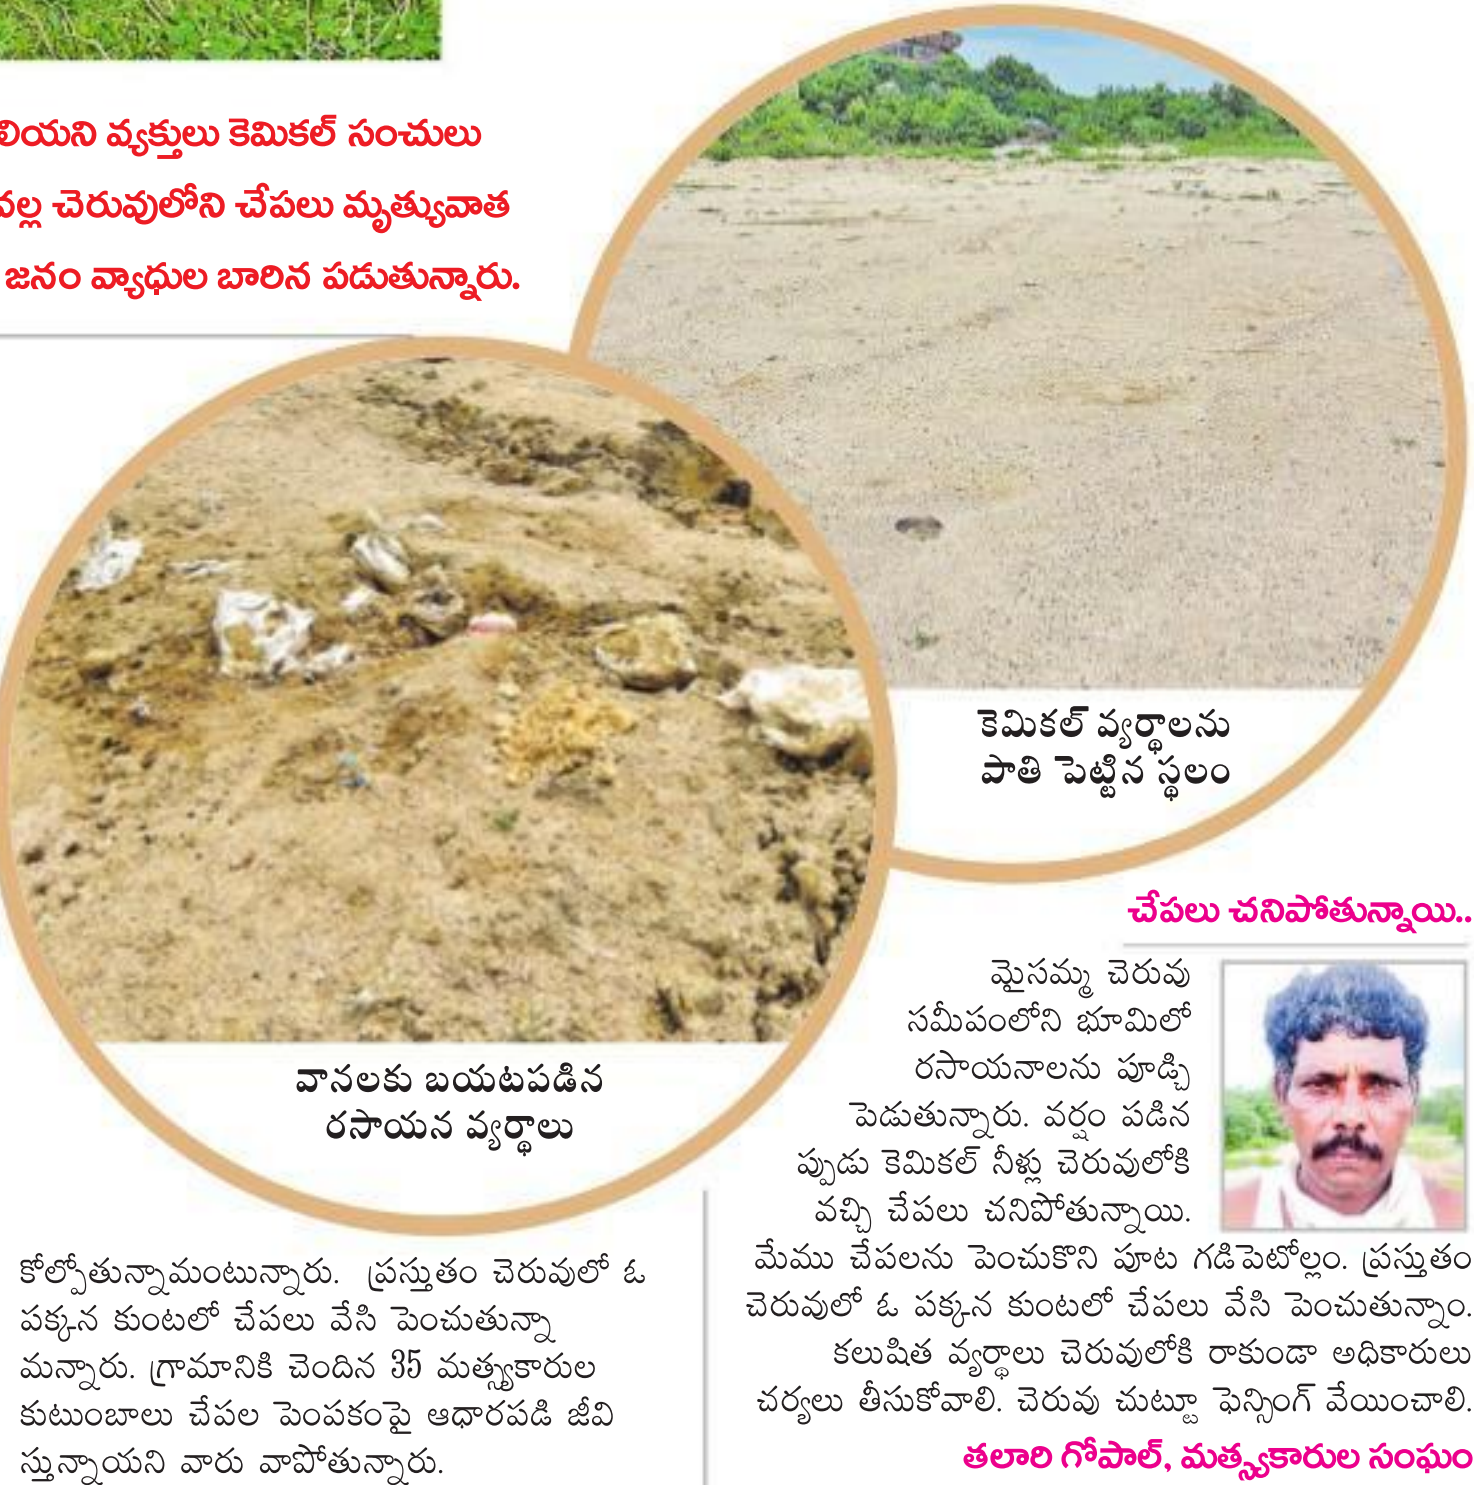 లియని వ్యక్తులు కెమికల్ సంచులు
వల్ల చెరువులోని చేపలు మృత్యువాత
జనం వ్యాధుల బారిన పడుతున్నారు.
కెమికల్ వ్యర్థాలను
పాతి పెట్టిన స్థలం
వానలకు బయటపడిన
రసాయన వ్యర్థాలు
కోల్పోతున్నామంటున్నారు. ప్రస్తుతం చెరువులో ఓ
పక్కన కుంటలో చేపలు వేసి పెంచుతున్నా
మన్నారు. గ్రామానికి చెందిన 35 మత్స్యకారుల
కుటుంబాలు చేపల పెంపకంపై ఆధారపడి జీవి
స్తున్నాయని వారు వాపోతున్నారు.
చేపలు చనిపోతున్నాయి..
మైసమ్మ చెరువు
సమీపంలోని భూమిలో
రసాయనాలను పూడ్చి
పెడుతున్నారు. వర్షం పడిన
ప్పుడు కెమికల్ నీళ్లు చెరువులోకి
వచ్చి చేపలు చనిపోతున్నాయి.
మేము చేపలను పెంచుకొని పూట గడిపెటోల్లం. ప్రస్తుతం
చెరువులో ఓ పక్కన కుంటలో చేపలు వేసి పెంచుతున్నాం.
కలుషిత వ్యర్థాలు చెరువులోకి రాకుండా అధికారులు
చర్యలు తీసుకోవాలి. చెరువు చుట్టూ ఫెన్సింగ్ వేయించాలి.
తలారి గోపాల్, మత్స్యకారుల సంఘం